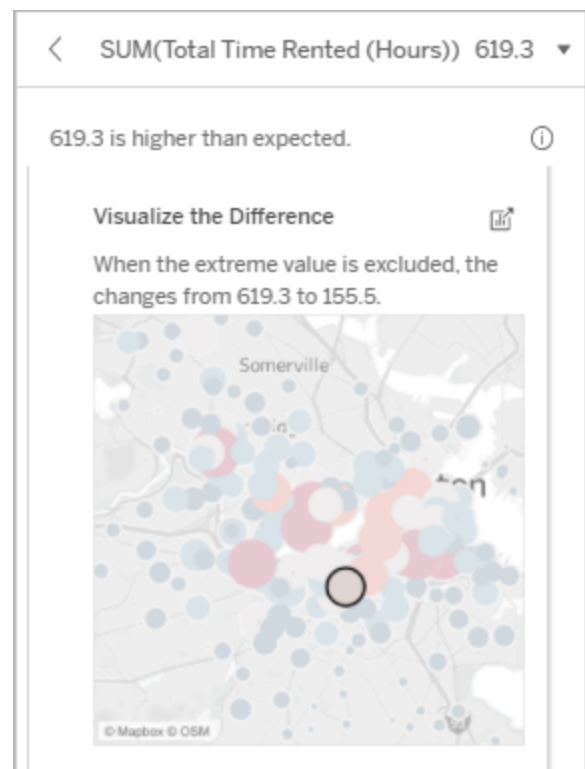 SUM(Total Time Rented (Hours)) 619.3
619.3 is higher than expected.
Visualize the Difference
When the extreme value is excluded, the
changes from 619.3 to 155.5.
Somerville
© Mapbox © OSM